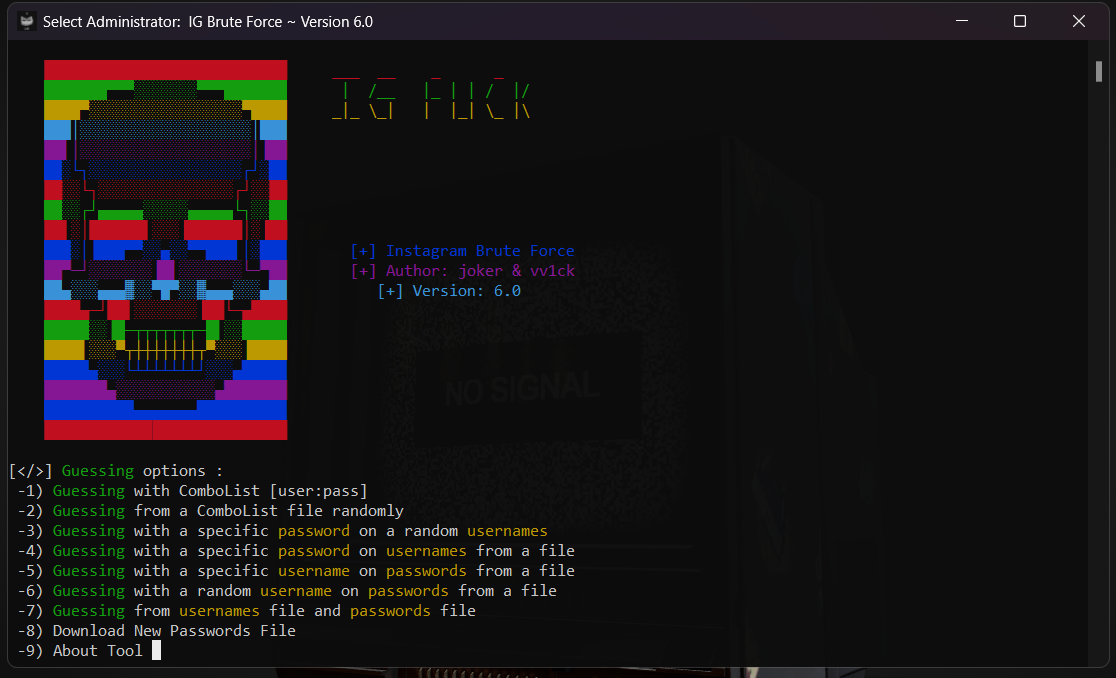 Select Administrator: IG Brute Force ~ Version 6.0
IG FUCK
[+] Instagram Brute Force
[+] Author: joker & vv1ck
[+] Version: 6.0
NO SIGNAL
[</>] Guessing options :
-1) Guessing with ComboList [user:pass]
-2) Guessing from a ComboList file randomly
-3) Guessing with a specific password on a random usernames
-4) Guessing with a specific password on usernames from a file
-5) Guessing with a specific username on passwords from a file
-6) Guessing with a random username on passwords from a file
-7) Guessing from usernames file and passwords file
-8) Download New Passwords File
-9) About Tool